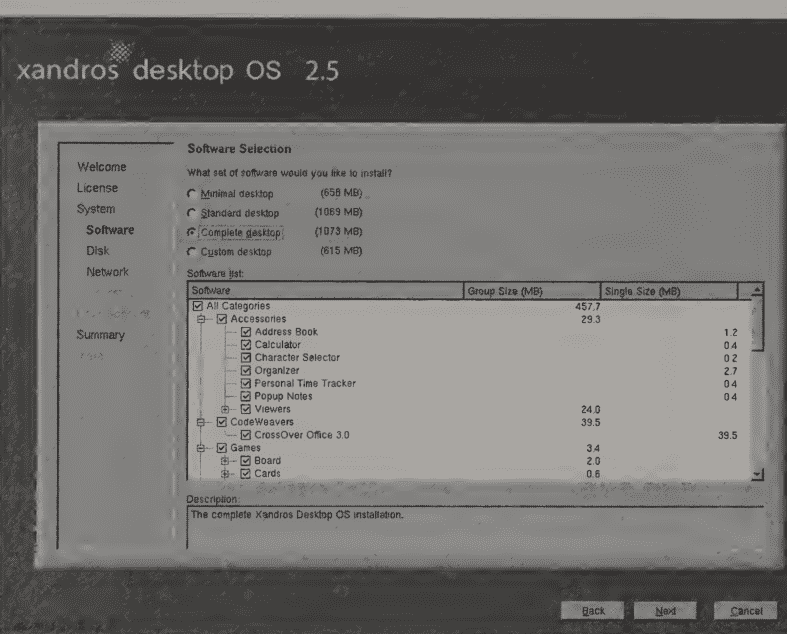 xandros desktop OS 2.5
Software Selection
What set of software would you like to install?
Minimal desktop (658 MB)
Standard desktop (1069 MB)
Complete desktop (1073 MB)
Custom desktop (615 MB)
Welcome
License
System
Software
Disk
Network
Summary
Software list:
Software Group Size (MB) Single Size (MB)
All Categories 457.7
Accessories 29.3
Address Book 1.2
Calculator 0.4
Character Selector 0.2
Organizer 2.7
Personal Time Tracker 0.4
Popup Notes 0.4
Viewers 24.0
CodeWeavers 39.5
CrossOver Office 3.0 39.5
Games 3.4
Board 2.0
Cards 0.6
Description:
The complete Xandros Desktop OS installation.
Back Next Cancel